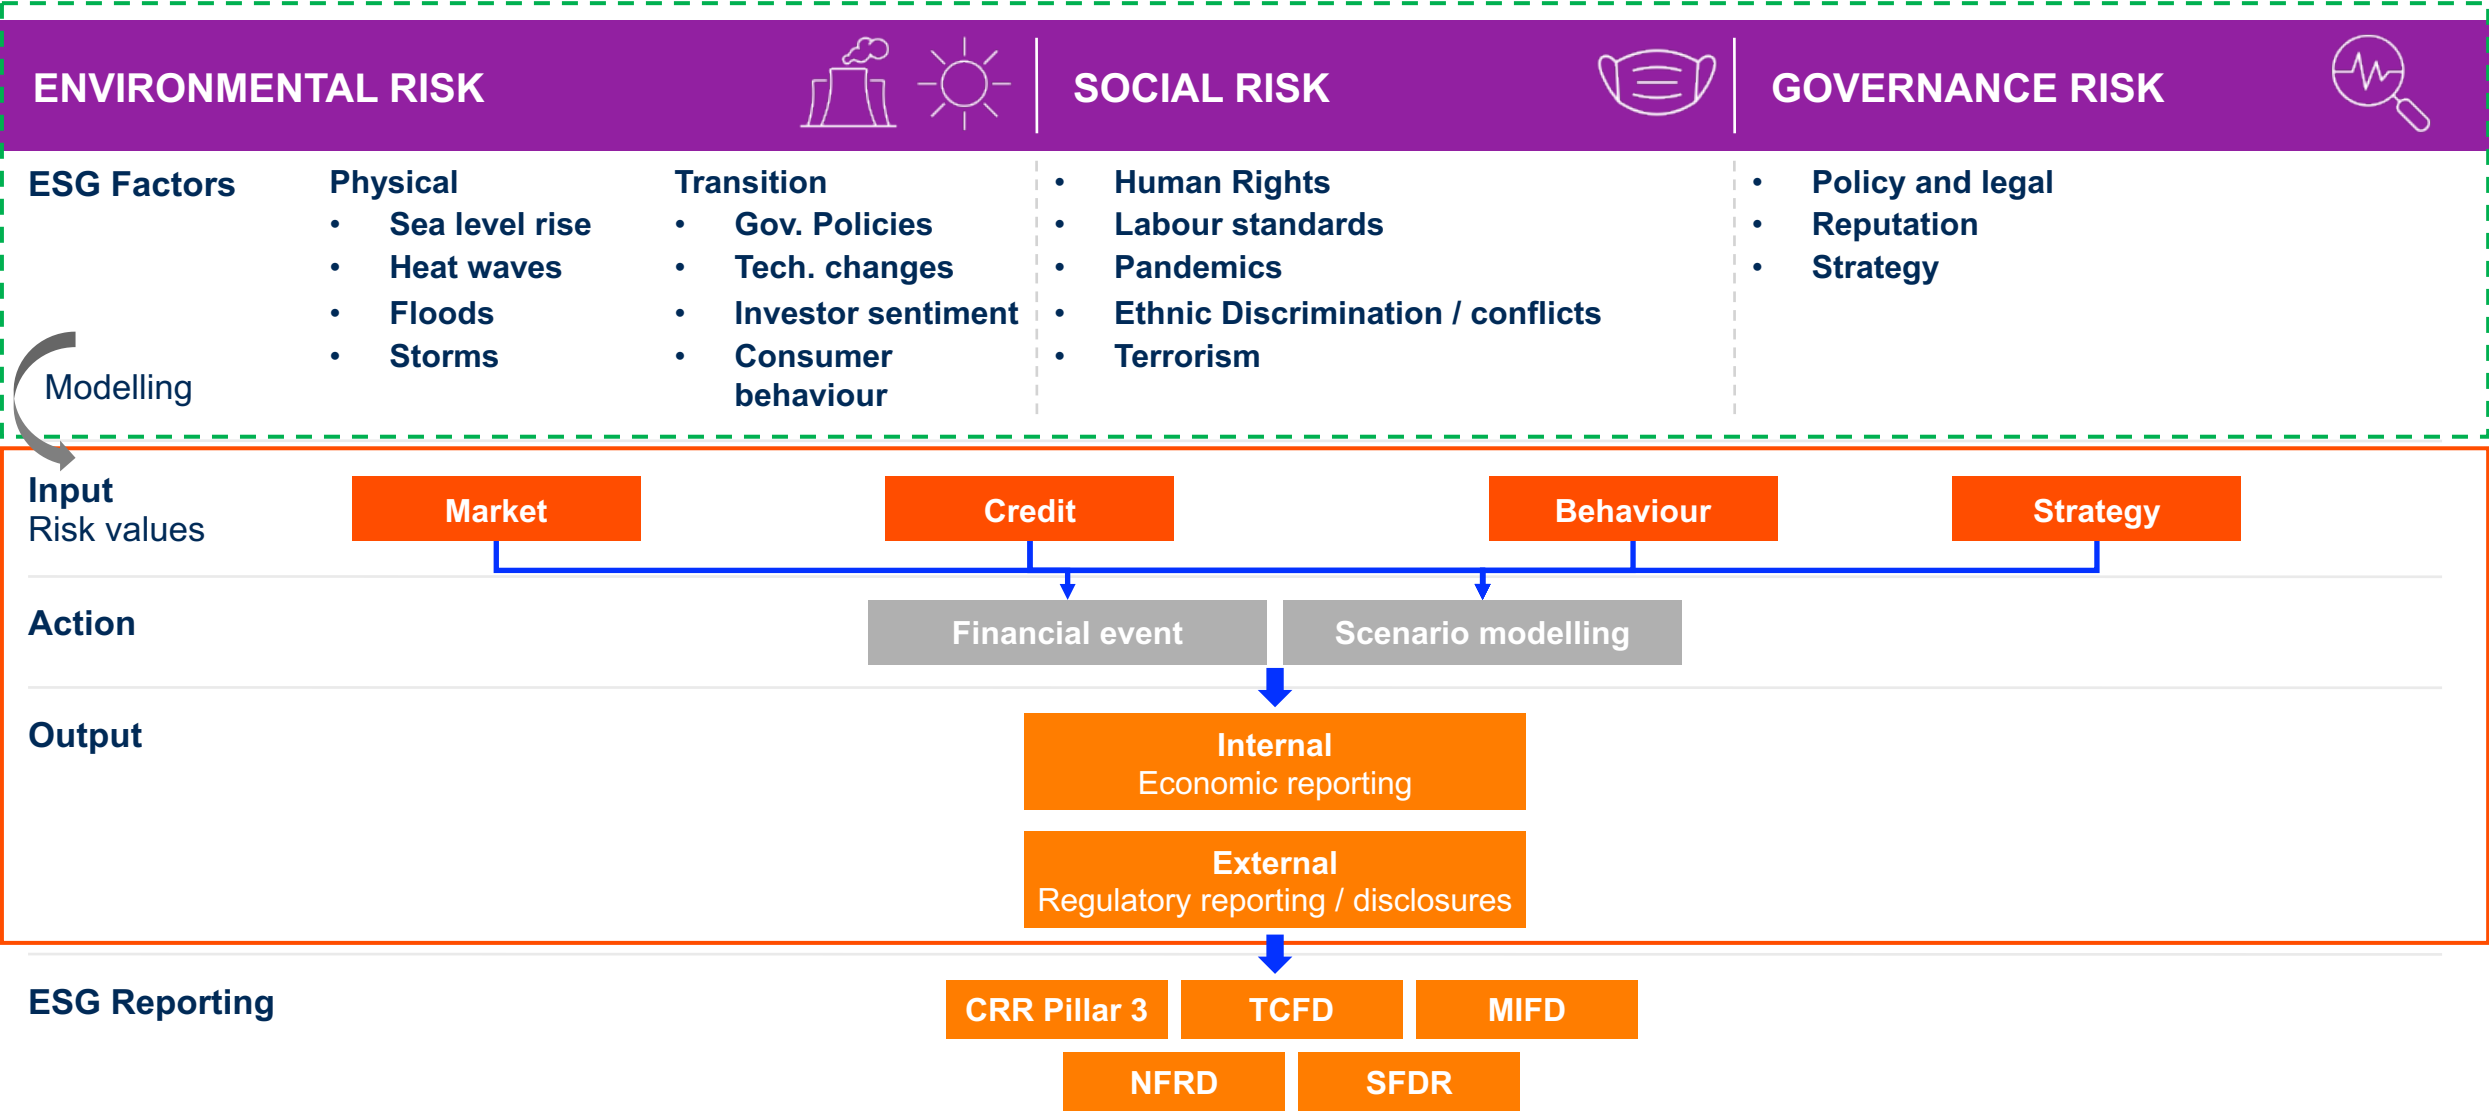 ENVIRONMENTAL RISK
SOCIAL RISK
GOVERNANCE RISK
ESG Factors
Physical
• Sea level rise
• Heat waves
• Floods
• Storms
Transition
• Gov. Policies
• Tech. changes
• Investor sentiment
• Consumer
behaviour
• Human Rights
• Labour standards
• Pandemics
• Ethnic Discrimination / conflicts
• Terrorism
• Policy and legal
• Reputation
• Strategy
Modelling
Input
Risk values
Market
Credit
Behaviour
Strategy
Action
Financial event
Scenario modelling
Output
Internal
Economic reporting
External
Regulatory reporting / disclosures
ESG Reporting
CRR Pillar 3
TCFD
MIFD
NFRD
SFDR